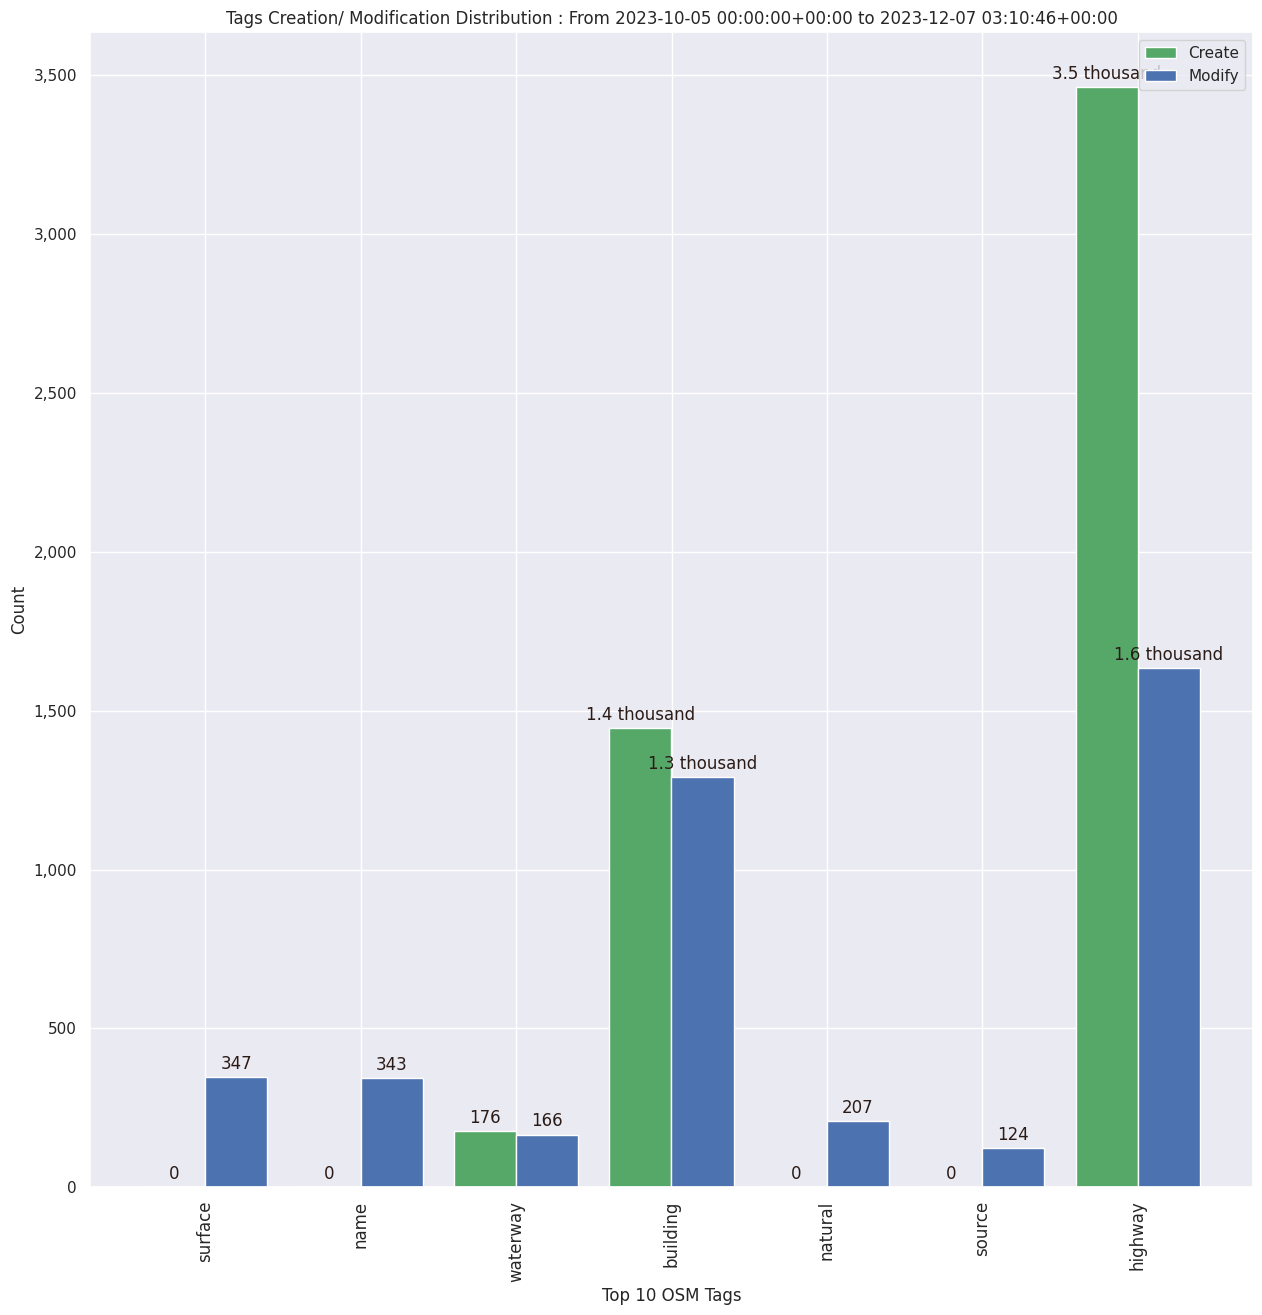 Tags Creation/ Modification Distribution : From 2023-10-05 00:00:00+00:00 to 2023-12-07 03:10:46+00:00
Create
Modify
3,500
3,000
2,500
2,000
1,500
1,000
500
0
Count
3.5 thousand
1.6 thousand
1.4 thousand
1.3 thousand
347
343
176
166
207
124
0
0
0
0
surface
name
waterway
building
natural
source
highway
Top 10 OSM Tags